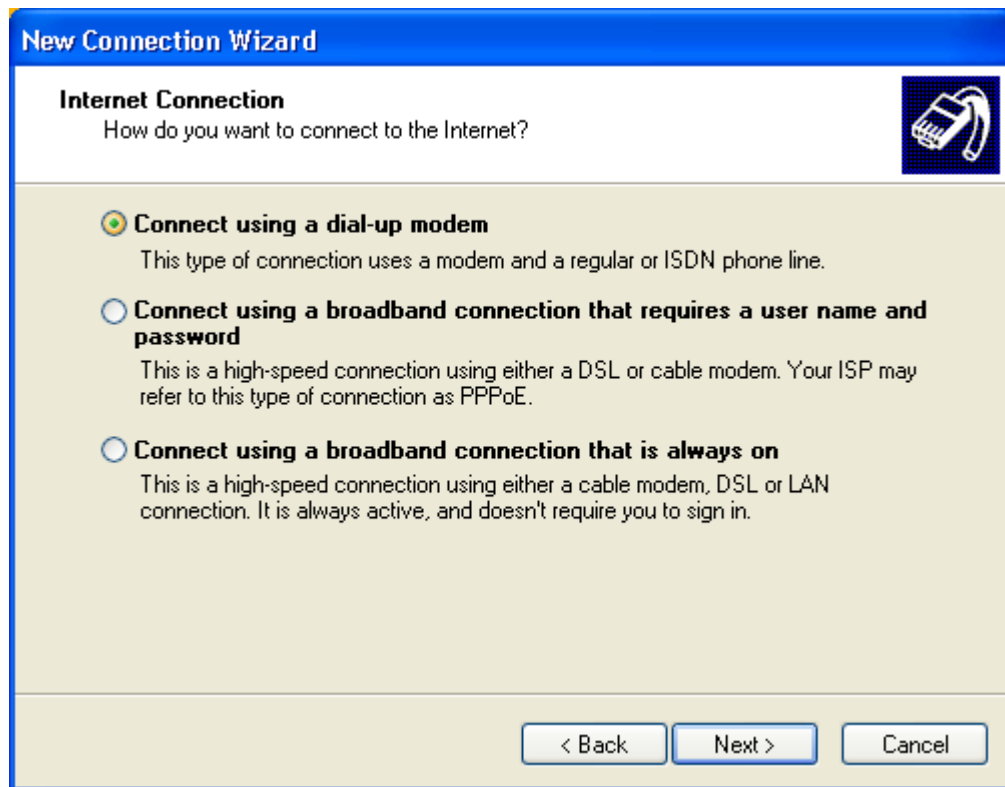 New Connection Wizard
Internet Connection
How do you want to connect to the Internet?
Connect using a dial-up modem
This type of connection uses a modem and a regular or ISDN phone line.
Connect using a broadband connection that requires a user name and
password
This is a high-speed connection using either a DSL or cable modem. Your ISP may
refer to this type of connection as PPPoE.
Connect using a broadband connection that is always on
This is a high-speed connection using either a cable modem, DSL or LAN
connection. It is always active, and doesn't require you to sign in.
< Back Next > Cancel